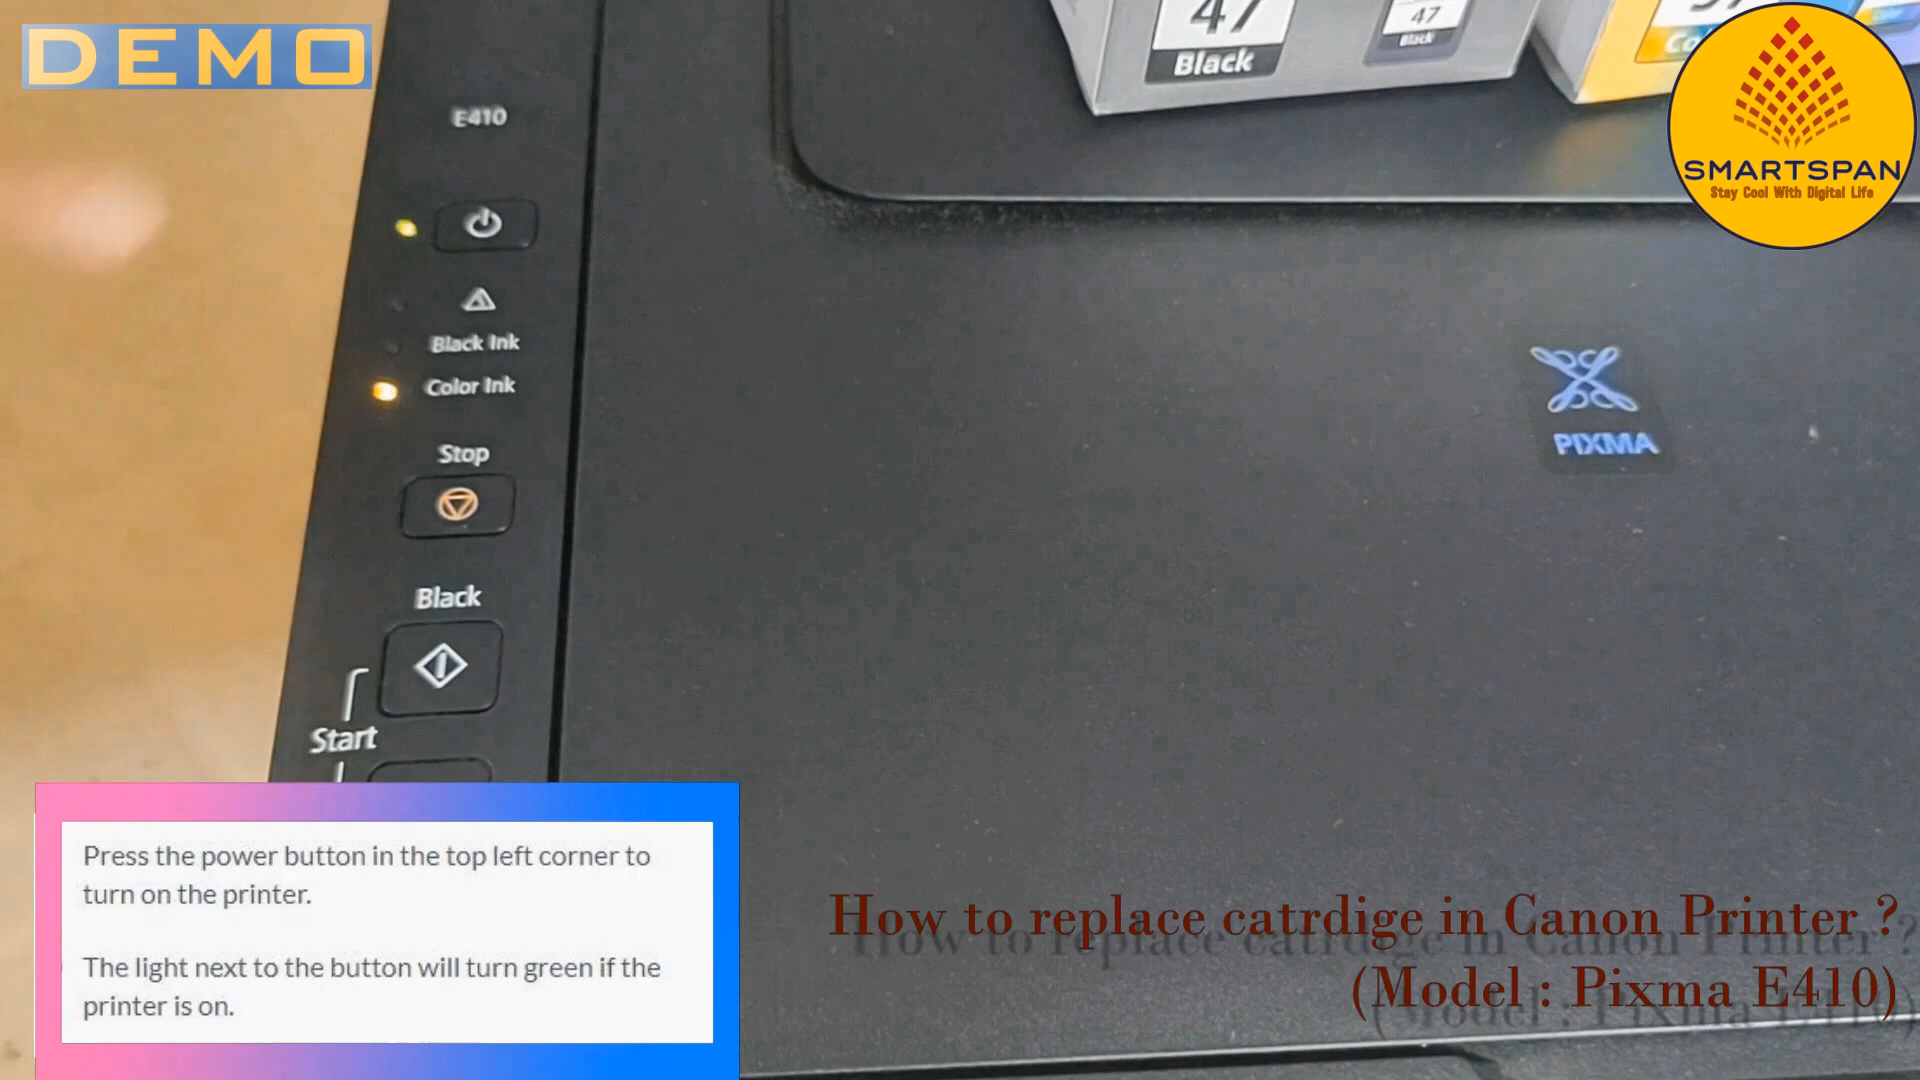 DEMO
47
Black
47
Black
SMARTSPAN
Stay Cool With Digital Life
E410
Black Ink
Color Ink
Stop
Black
Start
PIXMA
Press the power button in the top left corner to
turn on the printer.
The light next to the button will turn green if the
printer is on.
How to replace catrdige in Canon Printer ?
(Model : Pixma E410)